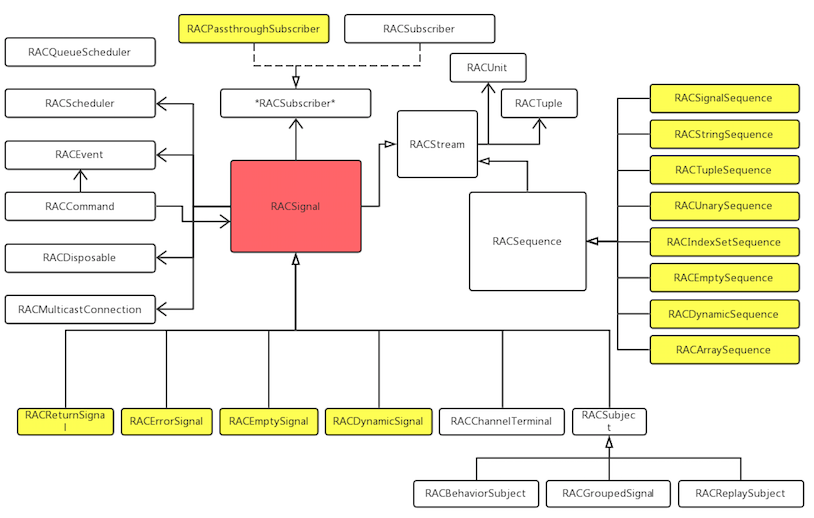 RACPassthroughSubscriber
RACSubscriber
RACQueueScheduler
RACUnit
RACScheduler
*RACSubscriber*
RACTuple
RACSignalSequence
RACStringSequence
RACStream
RACEvent
RACTupleSequence
RACCommand
RACSignal
RACUnarySequence
RACSequence
RACIndexSetSequence
RACDisposable
RACEmptySequence
RACMulticastConnection
RACDynamicSequence
RACArraySequence
RACReturnSigna
l
RACErrorSignal
RACEmptySignal
RACDynamicSignal
RACChannelTerminal
RACSubjec
t
RACBehaviorSubject
RACGroupedSignal
RACReplaySubject